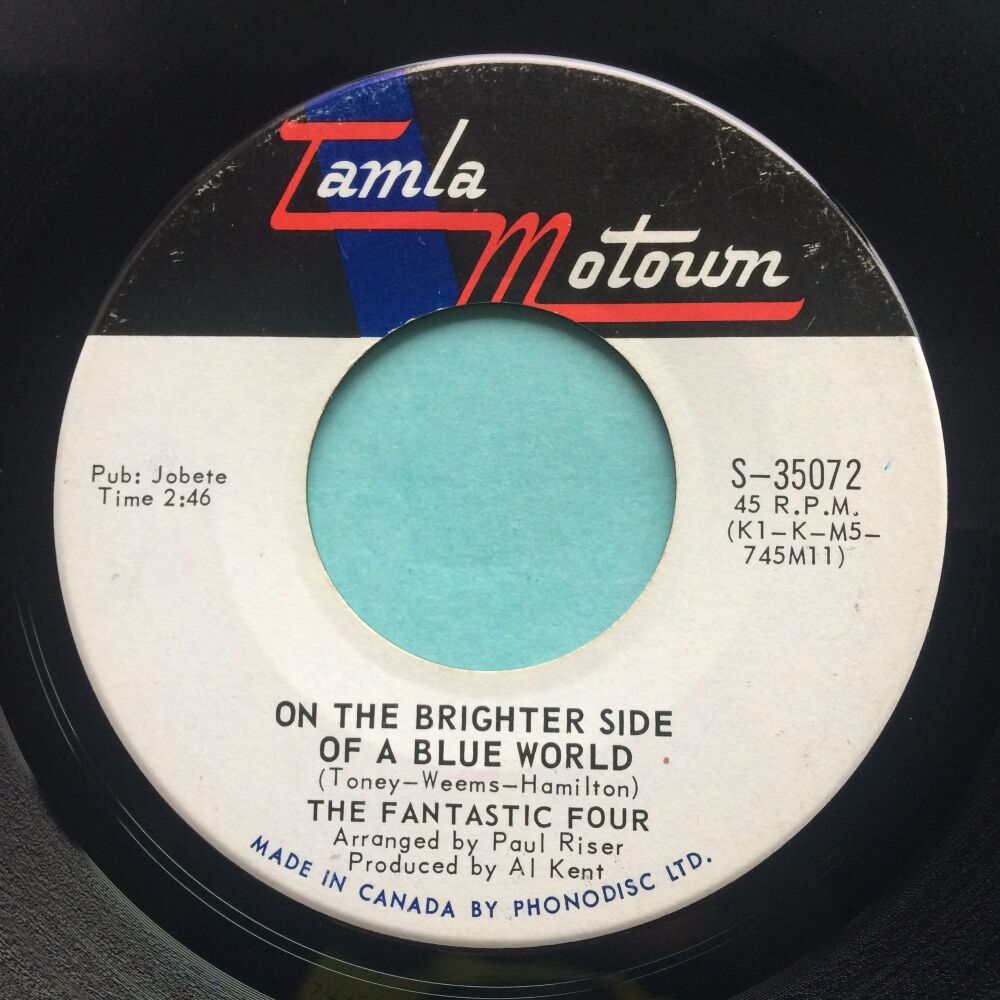 Tamla
Motown
Pub: Jobete
Time 2:46
S-35072
45 R.P.M.
(K1-K-M5-
745M11)
ON THE BRIGHTER SIDE
OF A BLUE WORLD
(Toney-Weems-Hamilton)
THE FANTASTIC FOUR
Arranged by Paul Riser
Produced by Al Kent
MADE IN CANADA BY PHONODISC LTD.